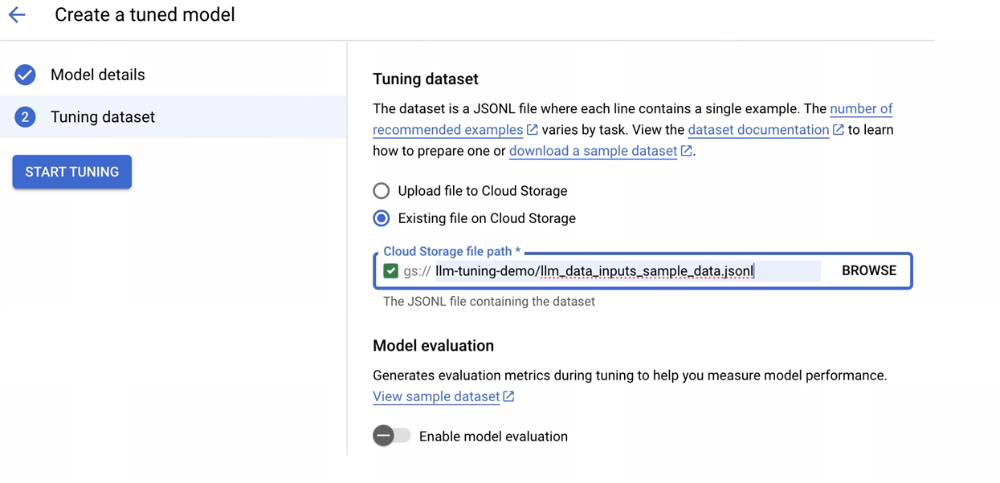 Create a tuned model
Model details
2 Tuning dataset
START TUNING
Tuning dataset
The dataset is a JSONL file where each line contains a single example. The number of
recommended examples varies by task. View the dataset documentation to learn
how to prepare one or download a sample dataset.
Upload file to Cloud Storage
Existing file on Cloud Storage
Cloud Storage file path *
gs:// llm-tuning-demo/llm_data_inputs_sample_data.jsonl BROWSE
The JSONL file containing the dataset
Model evaluation
Generates evaluation metrics during tuning to help you measure model performance.
View sample dataset
Enable model evaluation